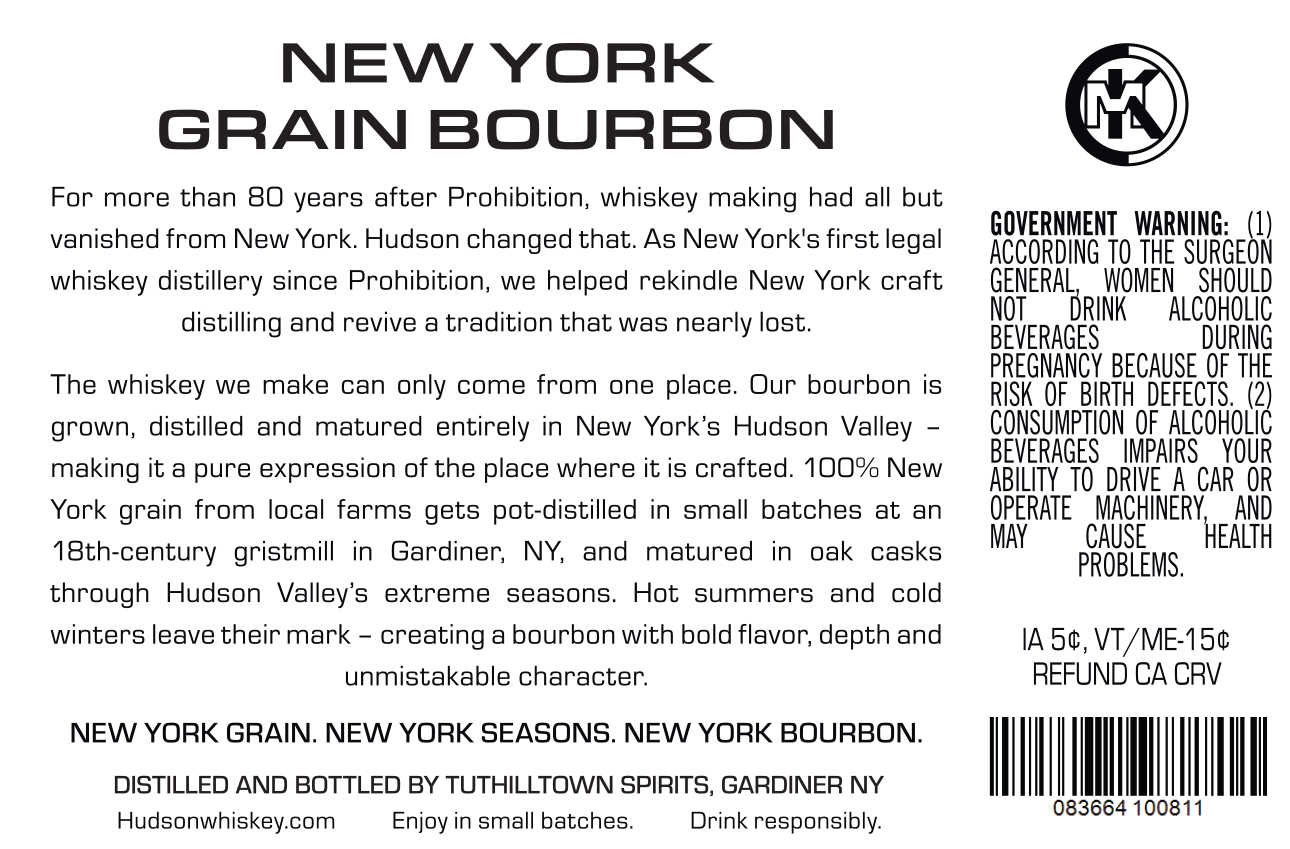 NEW YORK
GRAIN BOURBON
For more than 80 years after Prohibition, whiskey making had all but
vanished from New York. Hudson changed that. As New York's first legal
whiskey distillery since Prohibition, we helped rekindle New York craft
distilling and revive a tradition that was nearly lost.
The whiskey we make can only come from one place. Our bourbon is
grown, distilled and matured entirely in New York’s Hudson Valley –
making it a pure expression of the place where it is crafted. 100% New
York grain from local farms gets pot-distilled in small batches at an
18th-century gristmill in Gardiner, NY, and matured in oak casks
through Hudson Valley’s extreme seasons. Hot summers and cold
winters leave their mark – creating a bourbon with bold flavor, depth and
unmistakable character.
NEW YORK GRAIN. NEW YORK SEASONS. NEW YORK BOURBON.
DISTILLED AND BOTTLED BY TUTHILLTOWN SPIRITS, GARDINER NY
Hudsonwhiskey.com Enjoy in small batches. Drink responsibly.
GOVERNMENT WARNING: (1)
ACCORDING TO THE SURGEON
GENERAL, WOMEN SHOULD
NOT DRINK ALCOHOLIC
BEVERAGES DURING
PREGNANCY BECAUSE OF THE
RISK OF BIRTH DEFECTS. (2)
CONSUMPTION OF ALCOHOLIC
BEVERAGES IMPAIRS YOUR
ABILITY TO DRIVE A CAR OR
OPERATE MACHINERY, AND
MAY CAUSE HEALTH
PROBLEMS.
IA 5¢, VT/ME-15¢
REFUND CA CRV
083664 100811